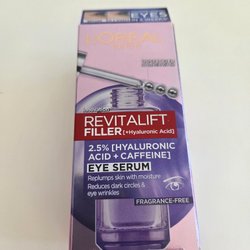 EYES
L'ORÉAL
PARIS
REVITALIFT
FILLER [+Hyaluronic Acid]
2.5% [HYALURONIC
ACID + CAFFEINE]
EYE SERUM
Replumps skin with moisture
Reduces dark circles &
eye wrinkles
FRAGRANCE-FREE